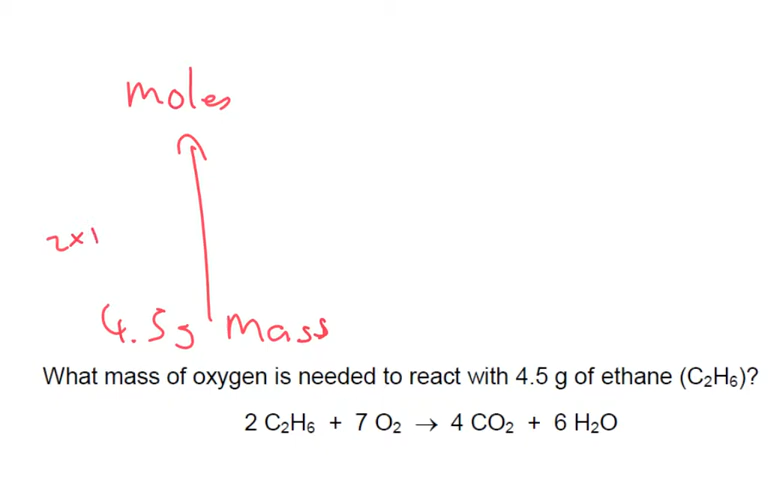 moles
2×1
4.5g mass
What mass of oxygen is needed to react with 4.5 g of ethane (C₂H₆)?
2 C₂H₆ + 7 O₂ → 4 CO₂ + 6 H₂O